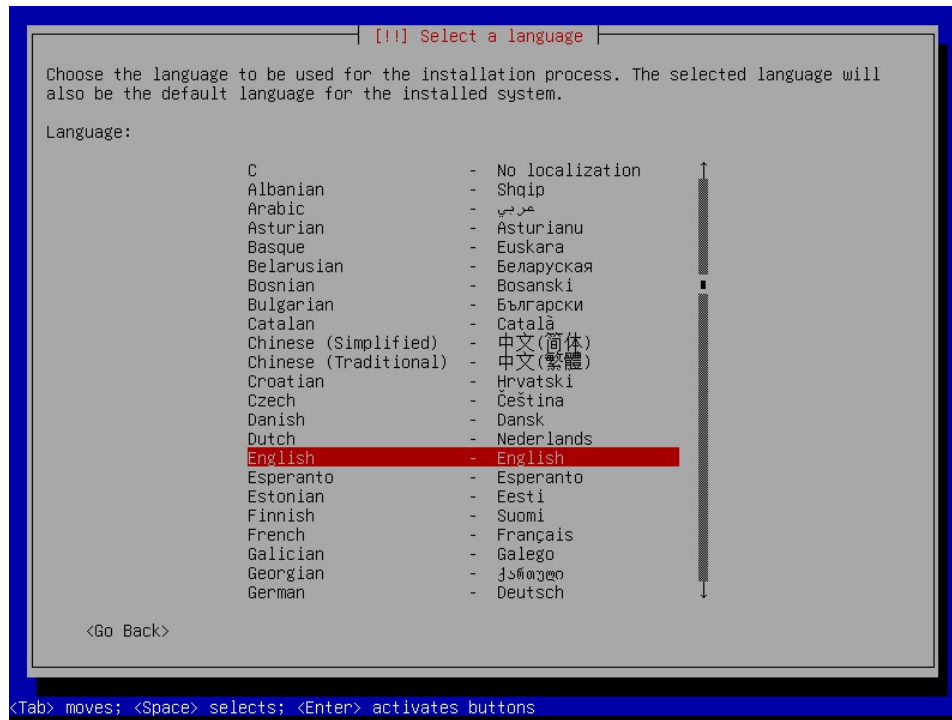 [!!] Select a language
Choose the language to be used for the installation process. The selected language will
also be the default language for the installed system.
Language:
C - No localization
Albanian - Shqip
Arabic - عربي
Asturian - Asturianu
Basque - Euskara
Belarusian - Беларуская
Bosnian - Bosanski
Bulgarian - Български
Catalan - Català
Chinese (Simplified) - 中文(简体)
Chinese (Traditional) - 中文(繁體)
Croatian - Hrvatski
Czech - Čeština
Danish - Dansk
Dutch - Nederlands
English - English
Esperanto - Esperanto
Estonian - Eesti
Finnish - Suomi
French - Français
Galician - Galego
Georgian - ქართული
German - Deutsch
<Go Back>
<Tab> moves; <Space> selects; <Enter> activates buttons